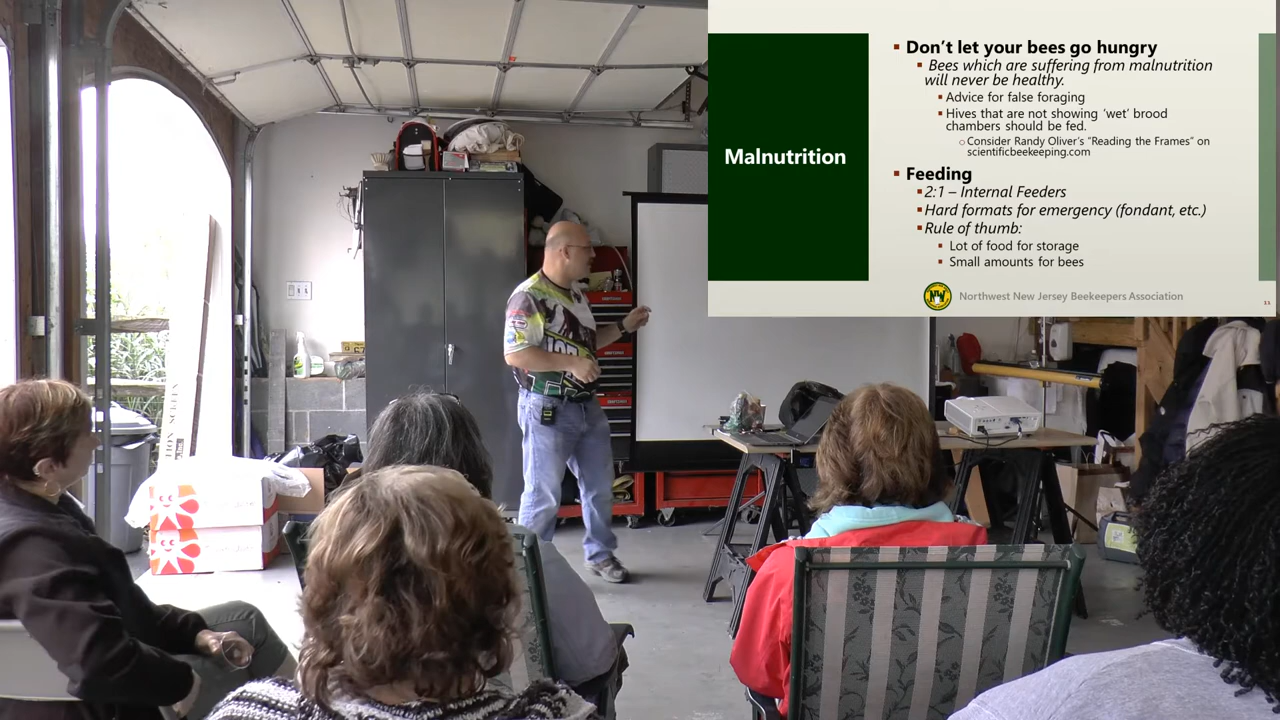 Malnutrition
Don't let your bees go hungry
Bees which are suffering from malnutrition
will never be healthy.
Advice for false foraging
Hives that are not showing 'wet' brood
chambers should be fed.
Consider Randy Oliver's "Reading the Frames" on
scientificbeekeeping.com
Feeding
2:1 – Internal Feeders
Hard formats for emergency (fondant, etc.)
Rule of thumb:
Lot of food for storage
Small amounts for bees
NW
Northwest New Jersey Beekeepers Association
11